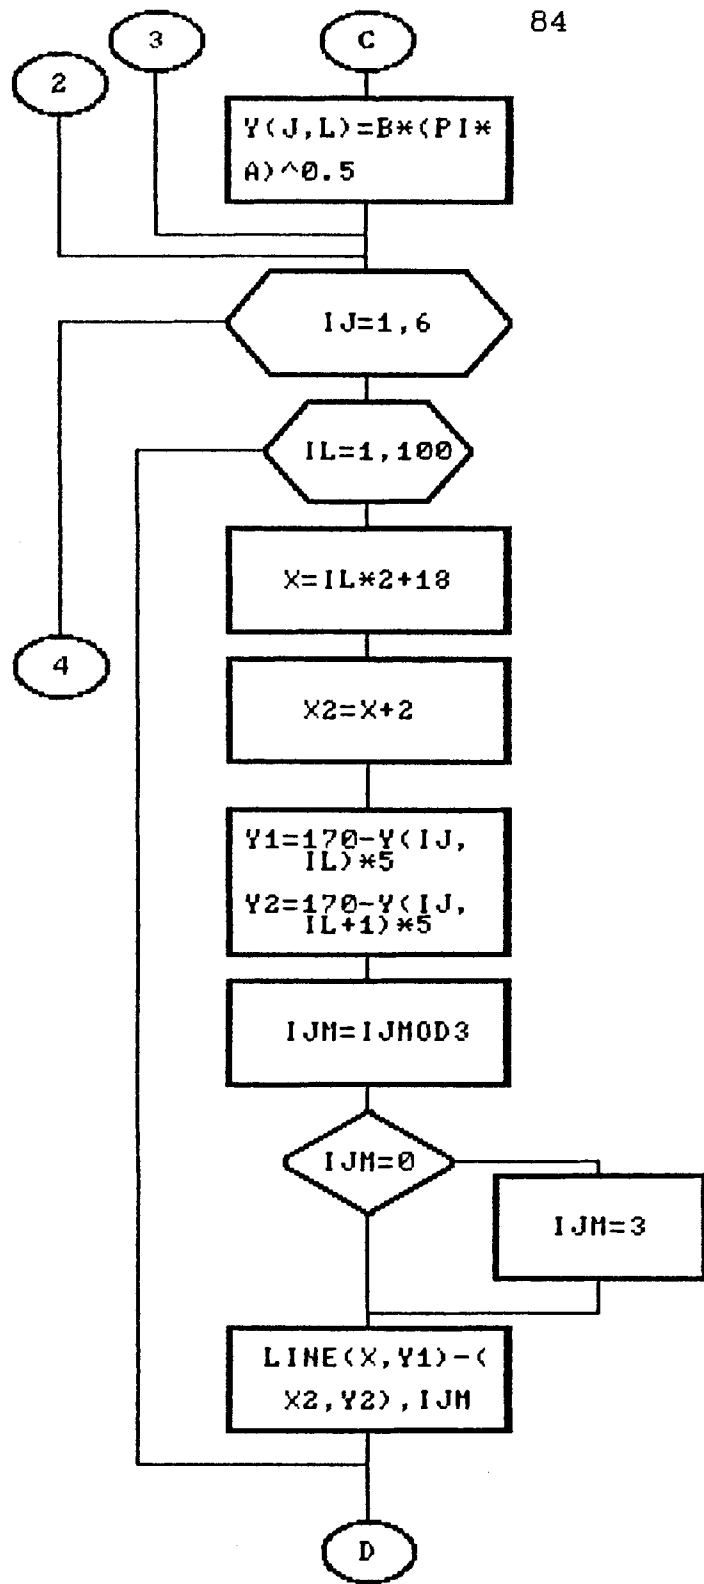 84
3
C
2
Y(J,L)=B*(PI*
A)^0.5
IJ=1,6
IL=1,100
X=IL*2+18
4
X2=X+2
Y1=170-Y(IJ,
IL)*5
Y2=170-Y(IJ,
IL+1)*5
IJM=IJMOD3
IJM=0
IJM=3
LINE(X,Y1)-(
X2,Y2),IJM
D